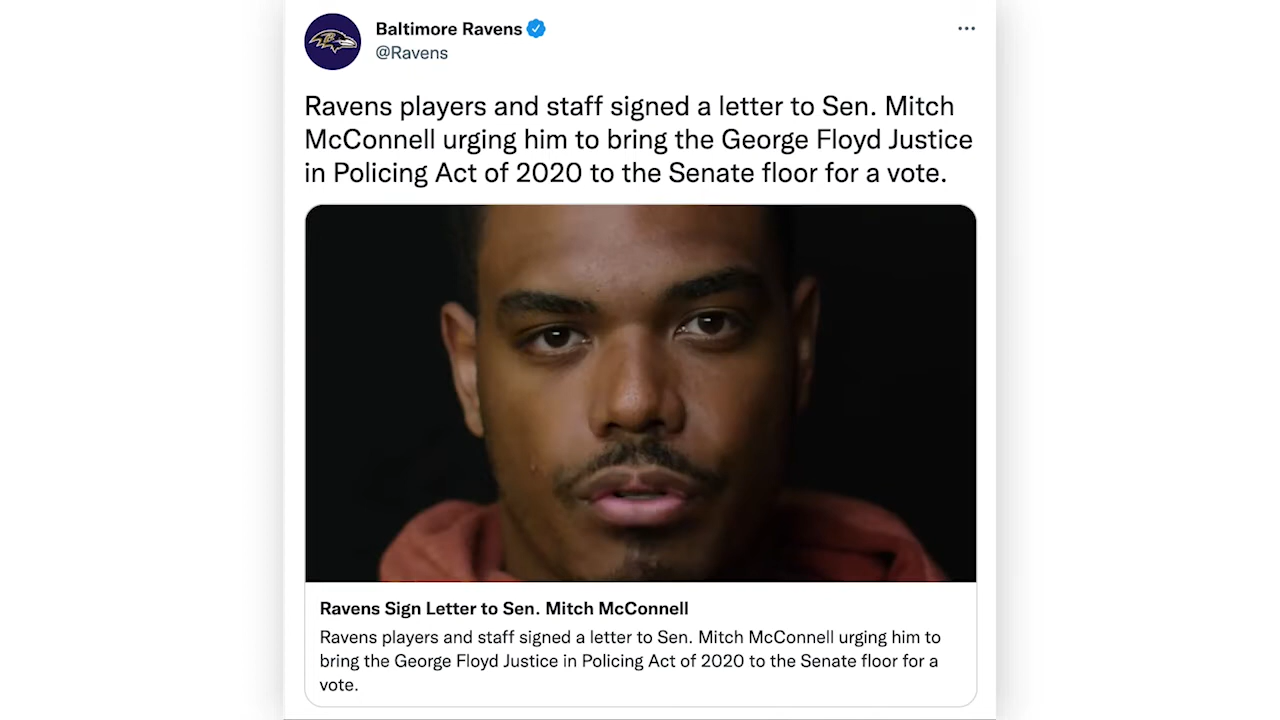 Baltimore Ravens
@Ravens
Ravens players and staff signed a letter to Sen. Mitch
McConnell urging him to bring the George Floyd Justice
in Policing Act of 2020 to the Senate floor for a vote.
Ravens Sign Letter to Sen. Mitch McConnell
Ravens players and staff signed a letter to Sen. Mitch McConnell urging him to
bring the George Floyd Justice in Policing Act of 2020 to the Senate floor for a
vote.